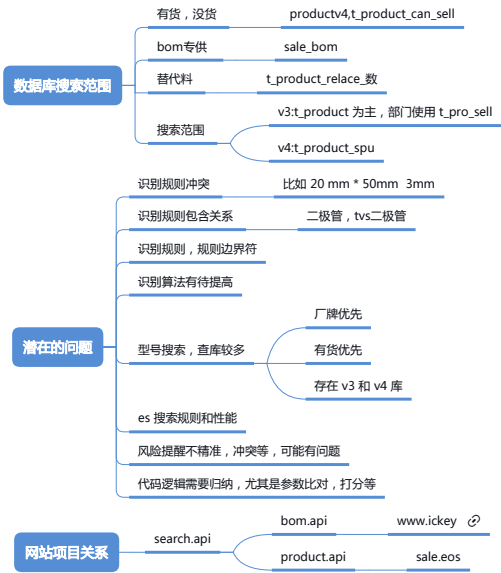 数据库搜索范围
有货，没货
productv4,t_product_can_sell
bom专供
sale_bom
替代料
t_product_relace_数
搜索范围
v3:t_product 为主，部门使用 t_pro_sell
v4:t_product_spu
潜在的问题
识别规则冲突
比如 20 mm * 50mm 3mm
识别规则包含关系
二极管，tvs二极管
识别规则，规则边界符
识别算法有待提高
型号搜索，查库较多
厂牌优先
有货优先
存在 v3 和 v4 库
es 搜索规则和性能
风险提醒不精准，冲突等，可能有问题
代码逻辑需要归纳，尤其是参数比对，打分等
网站项目关系
search.api
bom.api
www.ickey
product.api
sale.eos